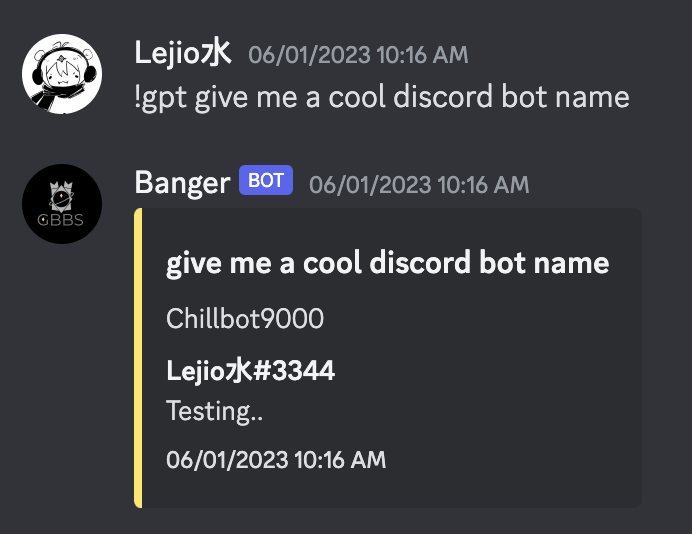 Lejio水 06/01/2023 10:16 AM
!gpt give me a cool discord bot name
Banger BOT 06/01/2023 10:16 AM
GBBS
give me a cool discord bot name
Chillbot9000
Lejio水#3344
Testing..
06/01/2023 10:16 AM